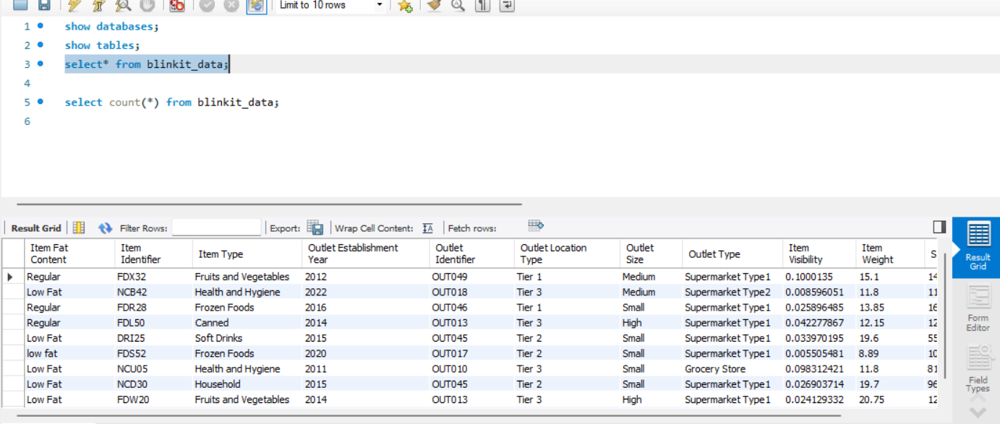 Limit to 10 rows
1 show databases;
2 show tables;
3 select* from blinkit_data;
4
5 select count(*) from blinkit_data;
6
Result Grid Filter Rows: Export: Wrap Cell Content: Fetch rows:
Item Fat Content Item Identifier Item Type Outlet Establishment Year Outlet Identifier Outlet Location Type Outlet Size Outlet Type Item Visibility Item Weight S
Regular FDX32 Fruits and Vegetables 2012 OUT049 Tier 1 Medium Supermarket Type1 0.1000135 15.1 14
Low Fat NCB42 Health and Hygiene 2022 OUT018 Tier 3 Medium Supermarket Type2 0.008596051 11.8 11
Regular FDR28 Frozen Foods 2016 OUT046 Tier 1 Small Supermarket Type1 0.025896485 13.85 16
Regular FDL50 Canned 2014 OUT013 Tier 3 High Supermarket Type1 0.042277867 12.15 12
Low Fat DRI25 Soft Drinks 2015 OUT045 Tier 2 Small Supermarket Type1 0.033970195 19.6 55
low fat FDS52 Frozen Foods 2020 OUT017 Tier 2 Small Supermarket Type1 0.005505481 8.89 10
Low Fat NCU05 Health and Hygiene 2011 OUT010 Tier 3 Small Grocery Store 0.098312421 11.8 81
Low Fat NCD30 Household 2015 OUT045 Tier 2 Small Supermarket Type1 0.026903714 19.7 96
Low Fat FDW20 Fruits and Vegetables 2014 OUT013 Tier 3 High Supermarket Type1 0.024129332 20.75 12
Result
Grid
Form
Editor
Field
Types